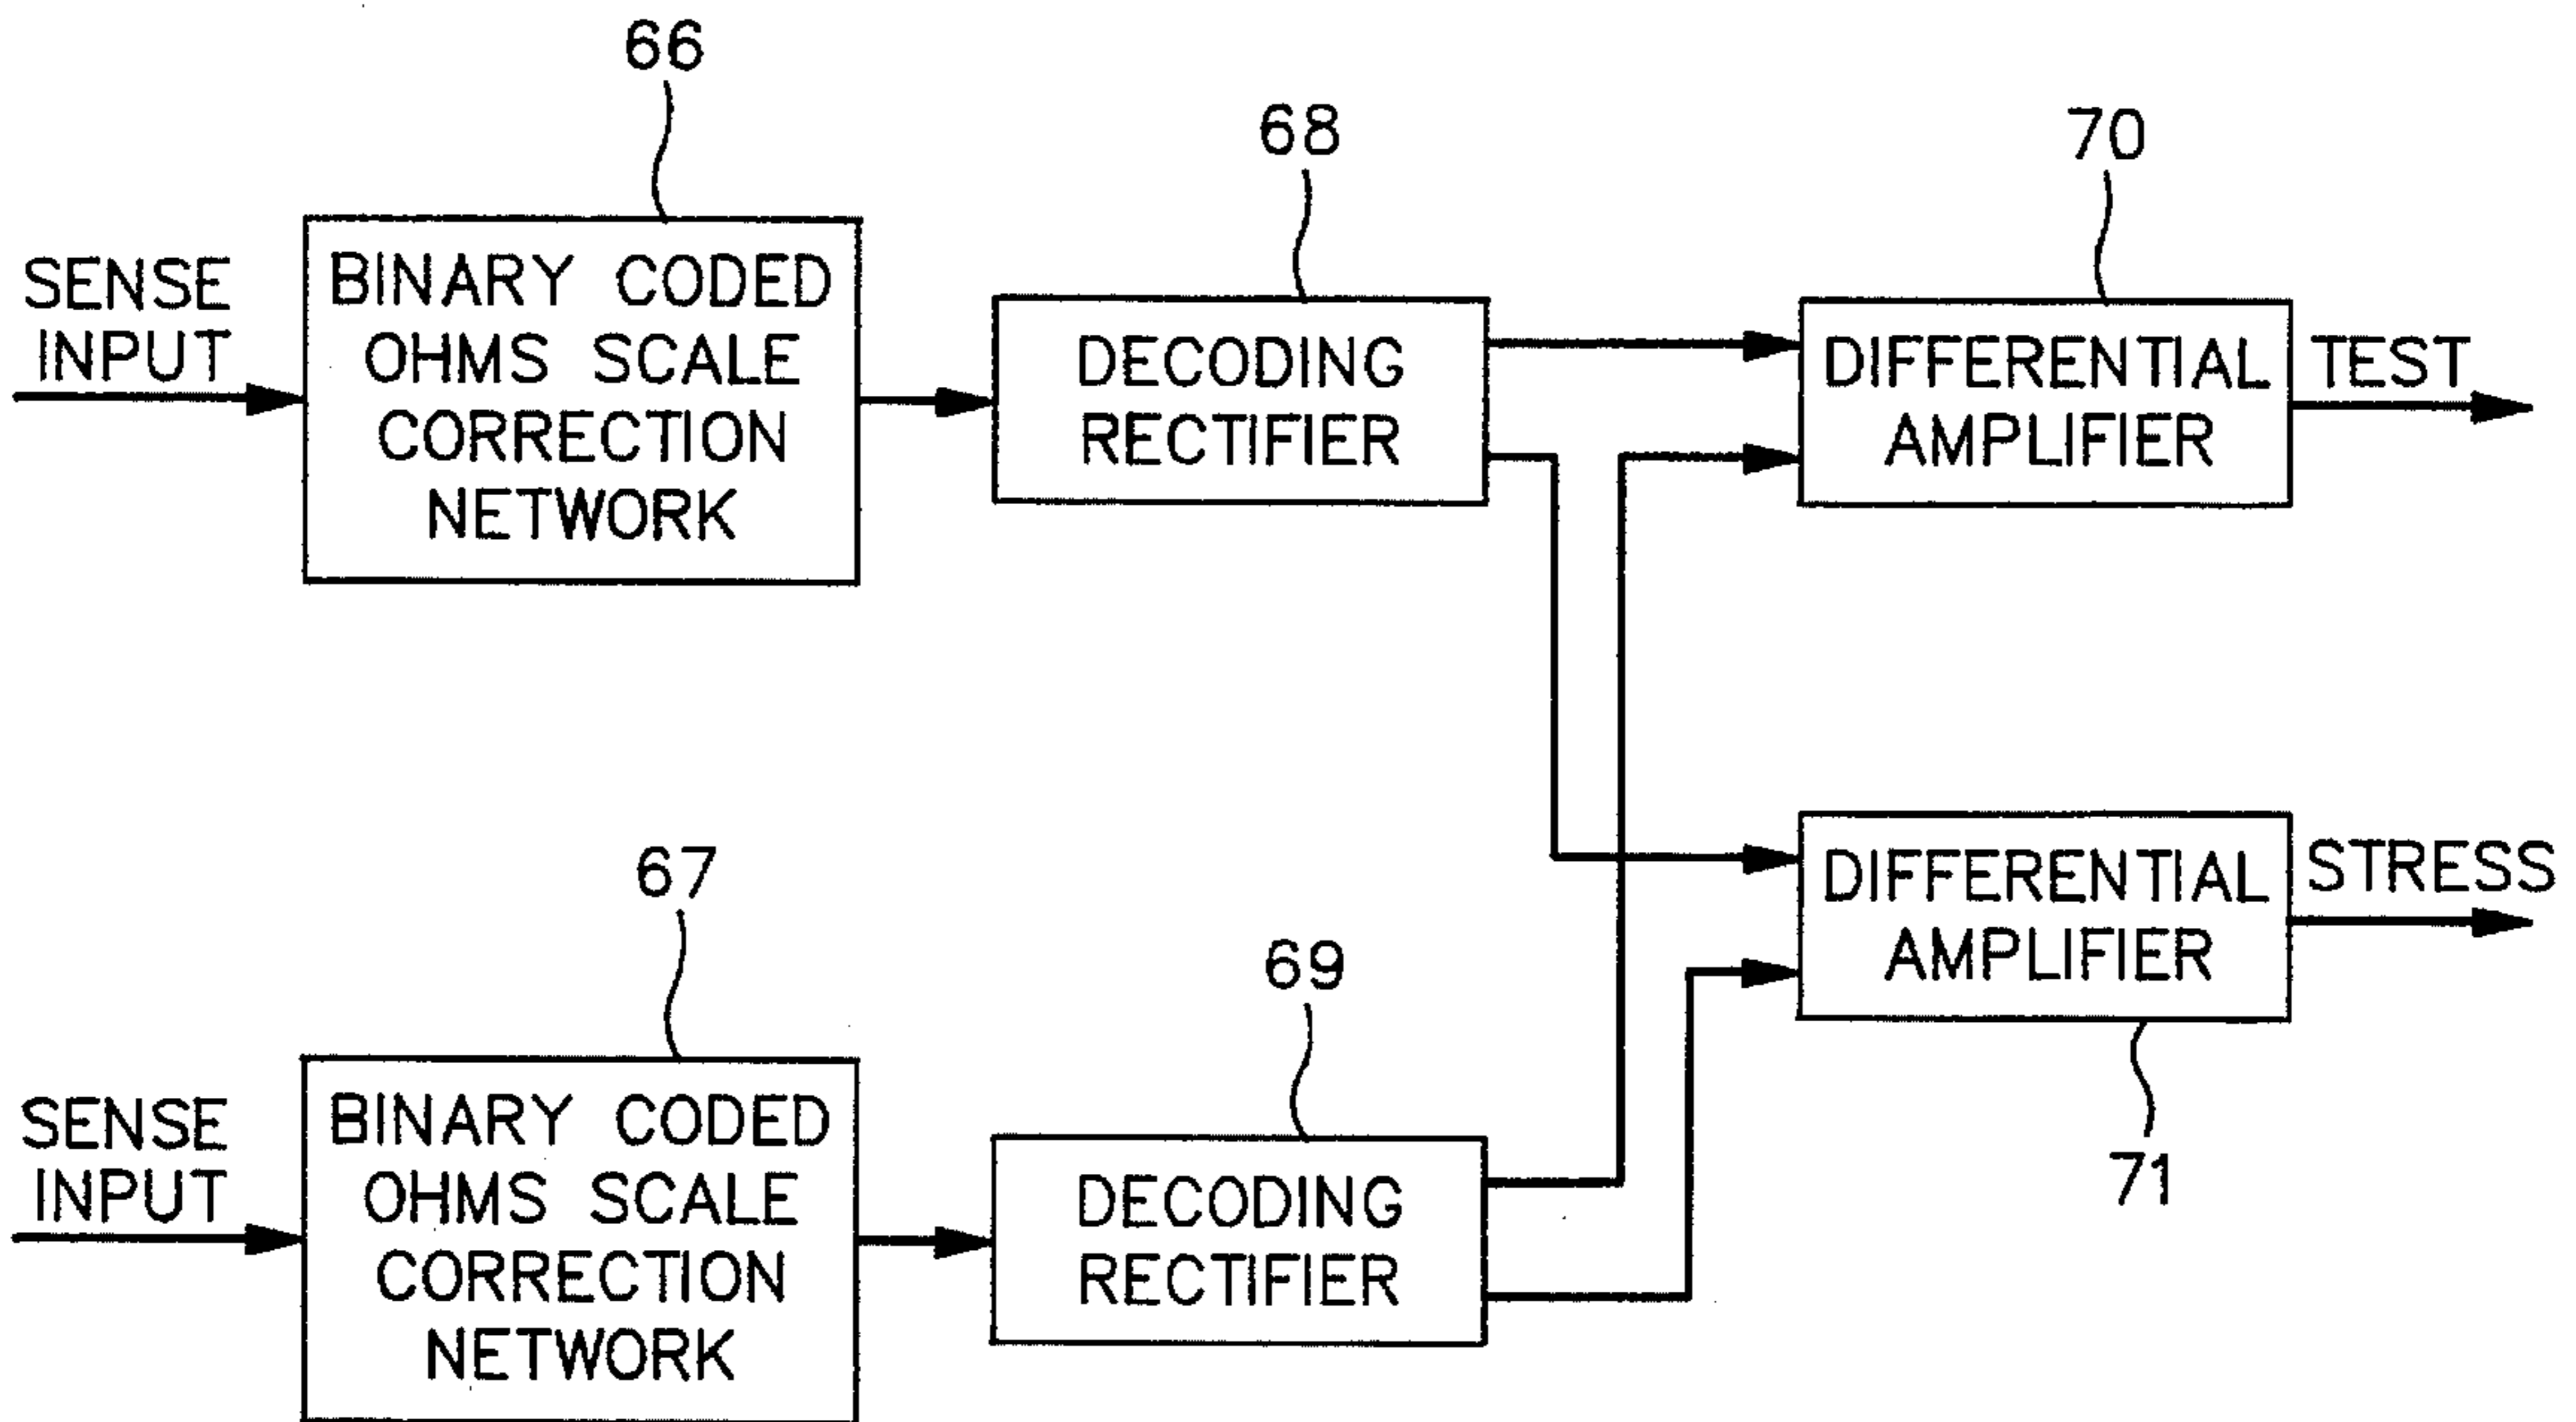 66
SENSE
INPUT
BINARY CODED
OHMS SCALE
CORRECTION
NETWORK
68
DECODING
RECTIFIER
70
DIFFERENTIAL
AMPLIFIER
TEST
67
SENSE
INPUT
BINARY CODED
OHMS SCALE
CORRECTION
NETWORK
69
DECODING
RECTIFIER
DIFFERENTIAL
AMPLIFIER
STRESS
71